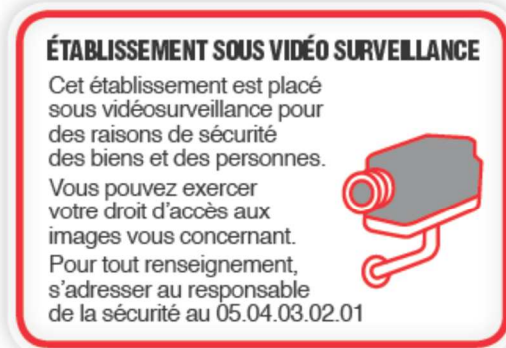 ÉTABLISSEMENT SOUS VIDÉO SURVEILLANCE
Cet établissement est placé
sous vidéosurveillance pour
des raisons de sécurité
des biens et des personnes.
Vous pouvez exercer
votre droit d'accès aux
images vous concernant.
Pour tout renseignement,
s'adresser au responsable
de la sécurité au 05.04.03.02.01